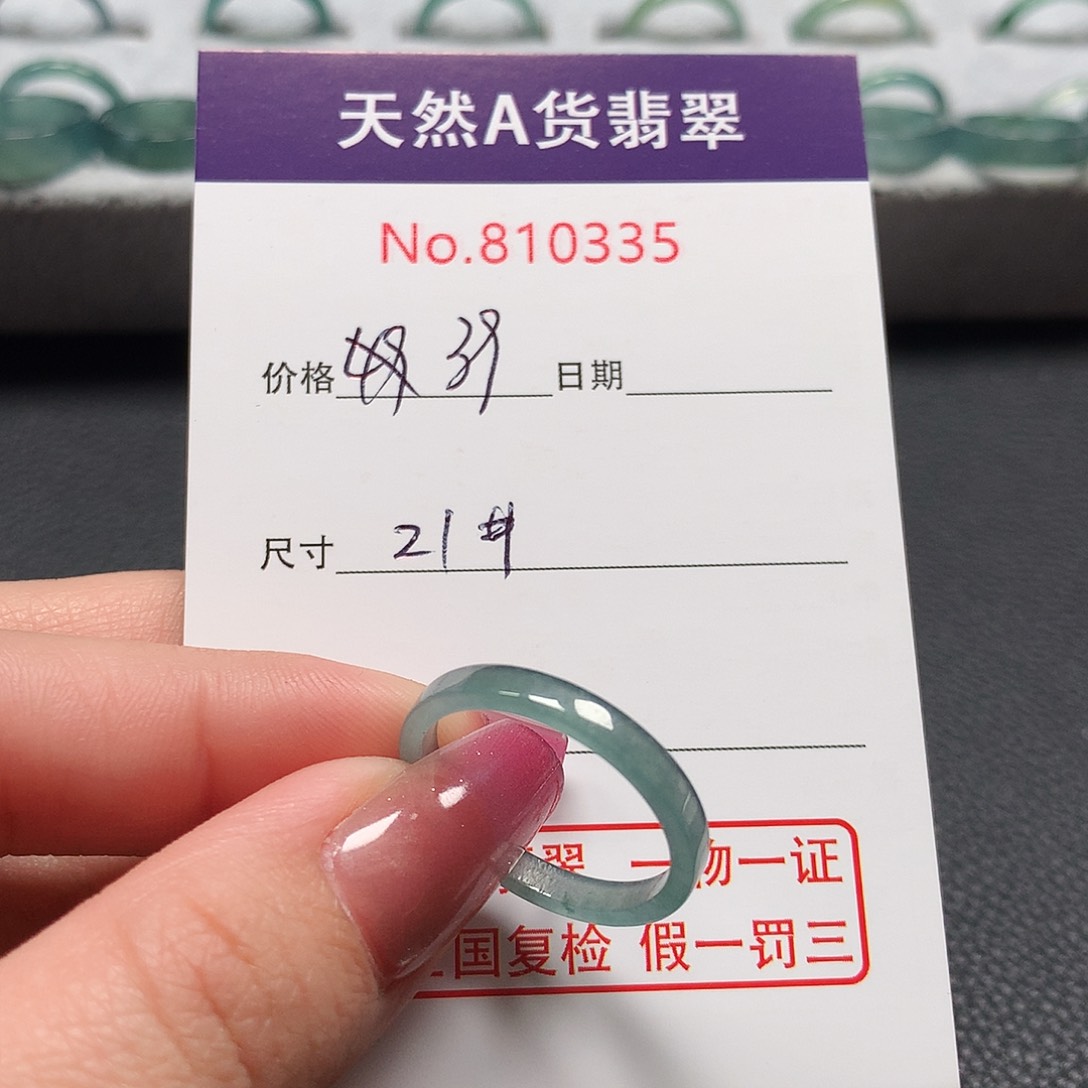 天然A货翡翠
No.810335
价格 39 日期
尺寸 21#
翠 一物一证
国复检 假一罚三